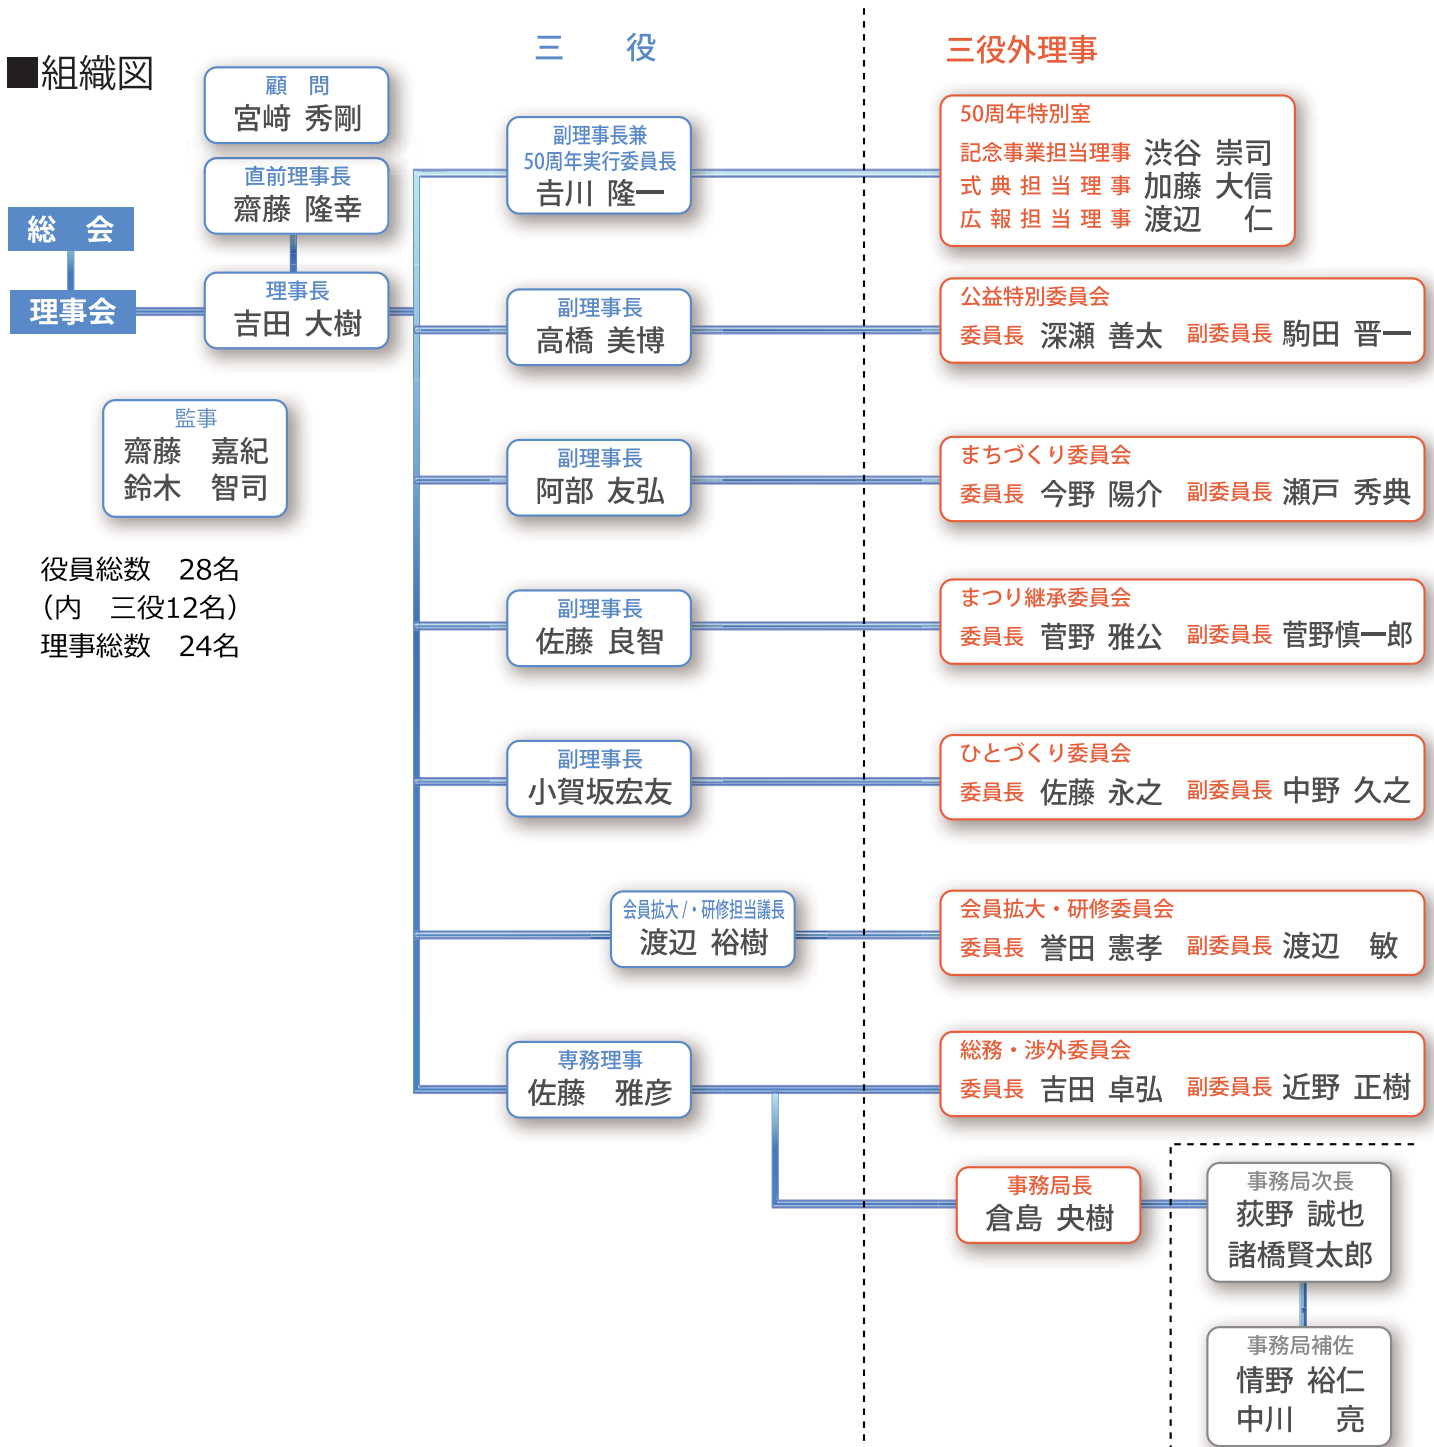 ■組織図
顧　問
宮﨑 秀剛
直前理事長
齋藤 隆幸
総　会
理事会
理事長
吉田 大樹
監事
齋藤　嘉紀
鈴木　智司
役員総数　28名
（内　三役12名）
理事総数　24名
三　役
副理事長兼
50周年実行委員長
𠮷川 隆一
副理事長
高橋 美博
副理事長
阿部 友弘
副理事長
佐藤 良智
副理事長
小賀坂宏友
会員拡大 /・研修担当議長
渡辺 裕樹
専務理事
佐藤　雅彦
三役外理事
50周年特別室
記念事業担当理事 渋谷 崇司
式典担当理事 加藤 大信
広報担当理事 渡辺　仁
公益特別委員会
委員長 深瀬 善太 副委員長 駒田 晋一
まちづくり委員会
委員長 今野 陽介 副委員長 瀬戸 秀典
まつり継承委員会
委員長 菅野 雅公 副委員長 菅野慎一郎
ひとづくり委員会
委員長 佐藤 永之 副委員長 中野 久之
会員拡大・研修委員会
委員長 誉田 憲孝 副委員長 渡辺　敏
総務・渉外委員会
委員長 吉田 卓弘 副委員長 近野 正樹
事務局長
倉島 央樹
事務局次長
荻野 誠也
諸橋賢太郎
事務局補佐
情野 裕仁
中川　亮